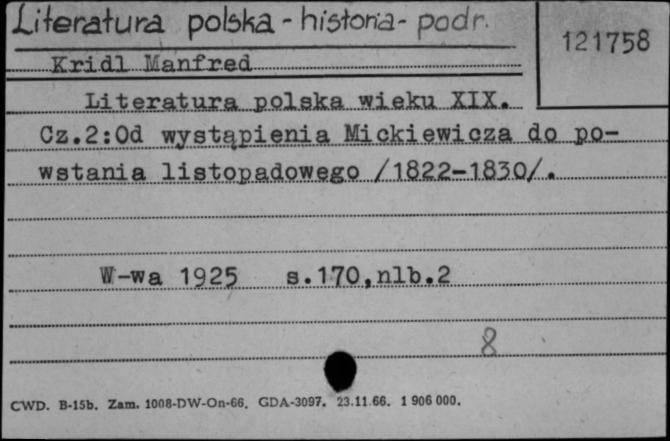 Literatura polska - historia - podr.
121758
Kridl Manfred
Literatura polska wieku XIX.
Cz.2:Od wystąpienia Mickiewicza do po-
wstania listopadowego /1822-1830/.
W-wa 1925 s.170,nlb.2
8
CWD. B-15b. Zam. 1008-DW-On-66. GDA-3097. 23.11.66. 1 906 000.